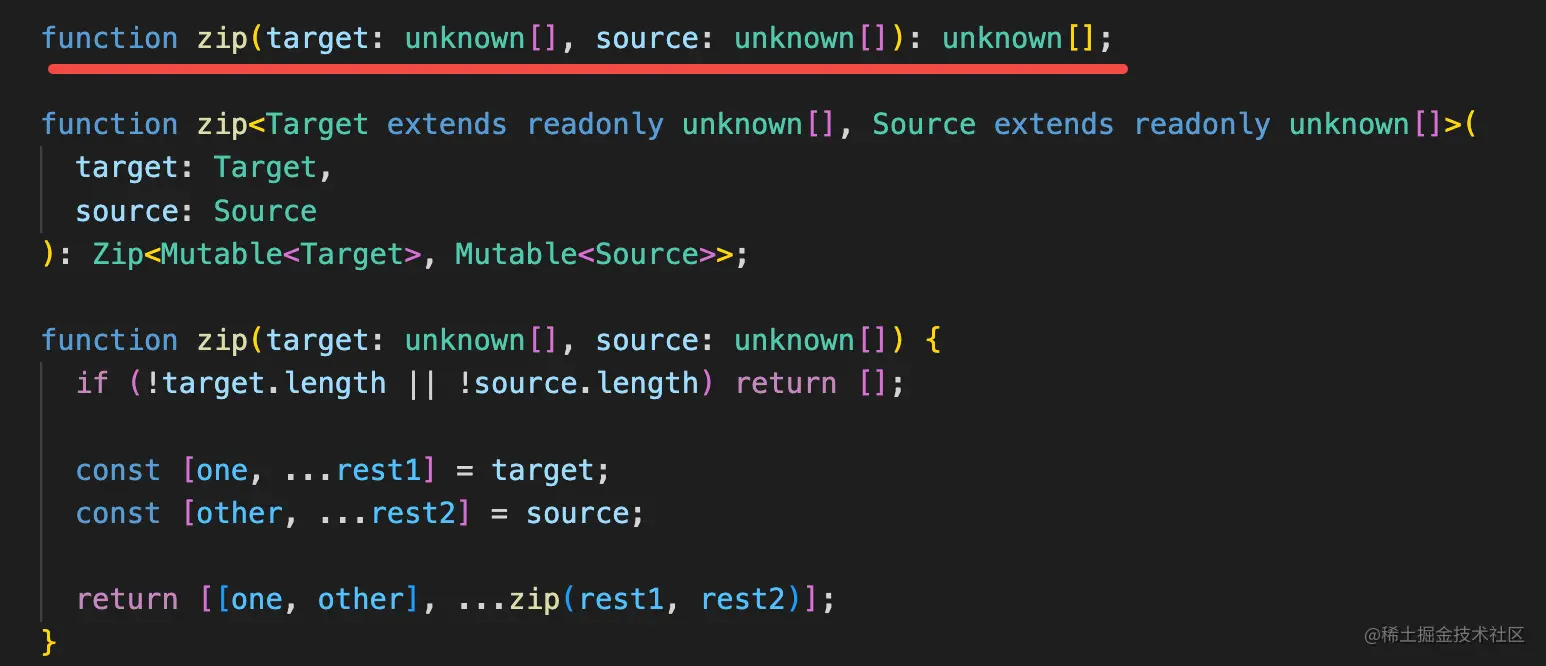 function zip(target: unknown[], source: unknown[]): unknown[];
function zip<Target extends readonly unknown[], Source extends readonly unknown[]>(
  target: Target,
  source: Source
): Zip<Mutable<Target>, Mutable<Source>>;
function zip(target: unknown[], source: unknown[]) {
  if (!target.length || !source.length) return [];
  const [one, ...rest1] = target;
  const [other, ...rest2] = source;
  return [[one, other], ...zip(rest1, rest2)];
}
@稀土掘金技术社区